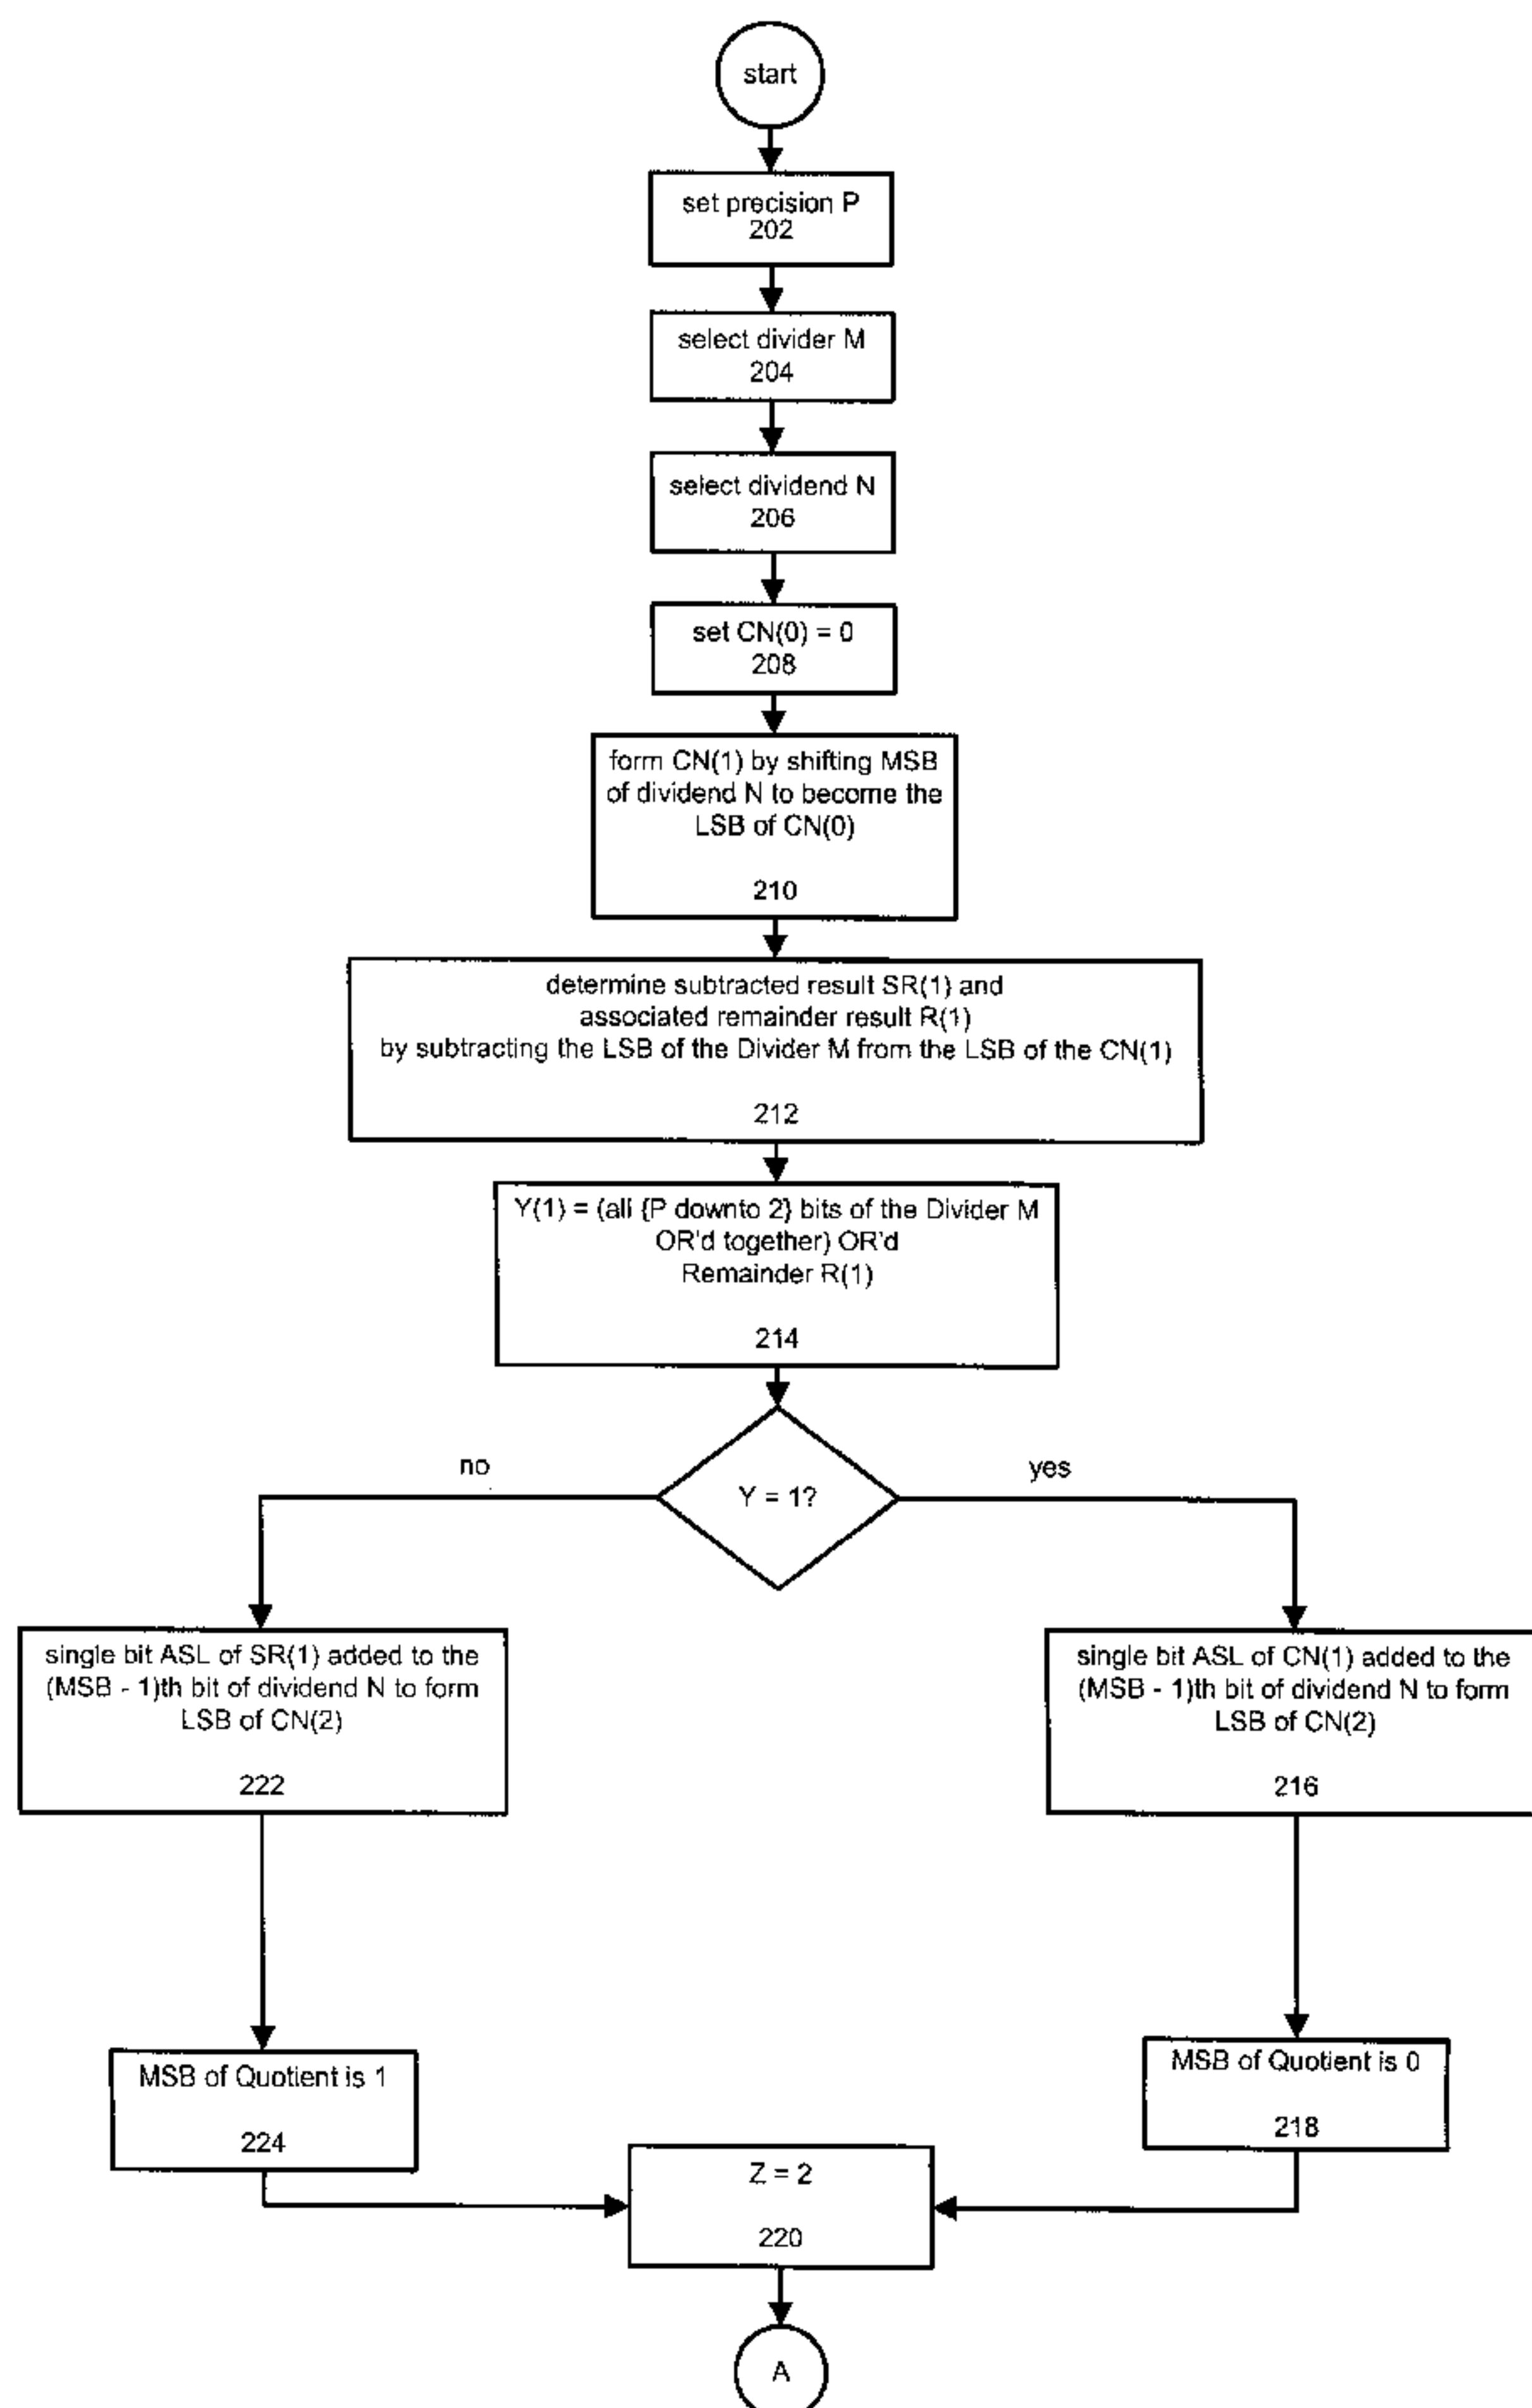 start
set precision P
202
select divider M
204
select dividend N
206
set CN(0) = 0
208
form CN(1) by shifting MSB
of dividend N to become the
LSB of CN(0)
210
determine subtracted result SR(1) and
associated remainder result R(1)
by subtracting the LSB of the Divider M from the LSB of the CN(1)
212
Y(1) = (all {P downto 2} bits of the Divider M
OR'd together) OR'd
Remainder R(1)
214
Y = 1?
no
yes
single bit ASL of SR(1) added to the
(MSB - 1)th bit of dividend N to form
LSB of CN(2)
222
single bit ASL of CN(1) added to the
(MSB - 1)th bit of dividend N to form
LSB of CN(2)
216
MSB of Quotient is 1
224
MSB of Quotient is 0
218
Z = 2
220
A